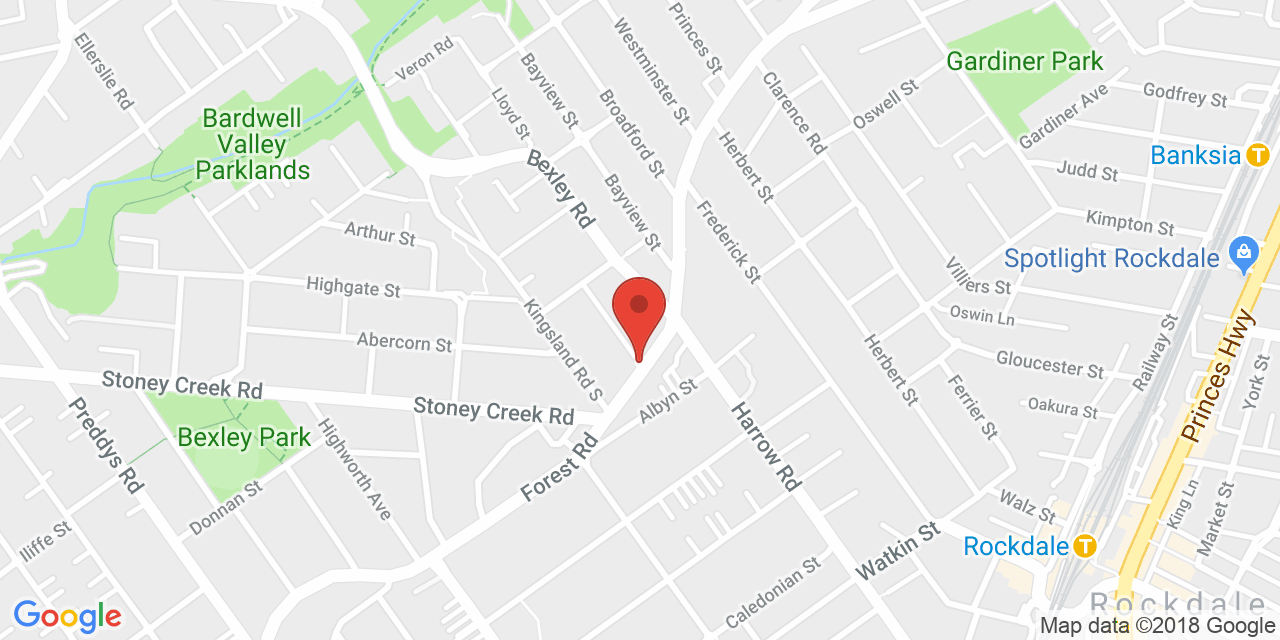 Princes St
Ellerslie Rd
Veron Rd
Westminster St
Gardiner Park
Bayview St
Clarence Rd
Oswell St
Godfrey St
Lloyd St
Broadford St
Gardiner Ave
Bardwell
Valley
Parklands
Herbert St
Banksia
T
Judd St
Bexley Rd
Bayview St
Kimpton St
Arthur St
Frederick St
Spotlight Rockdale
Villiers St
Highgate St
Oswin Ln
Kingsland Rd S
Railway St
Abercorn St
Herbert St
Gloucester St
Princes Hwy
York St
Stoney Creek Rd
Stoney Creek Rd
Albyn St
Ferrier St
Oakura St
Preddys Rd
Bexley Park
Highworth Ave
Harrow Rd
Forest Rd
Donnan St
Walz St
King Ln
Market St
Iliffe St
Watkin St
Rockdale
T
Caledonian St
Google
Rockdale
Map data ©2018 Google